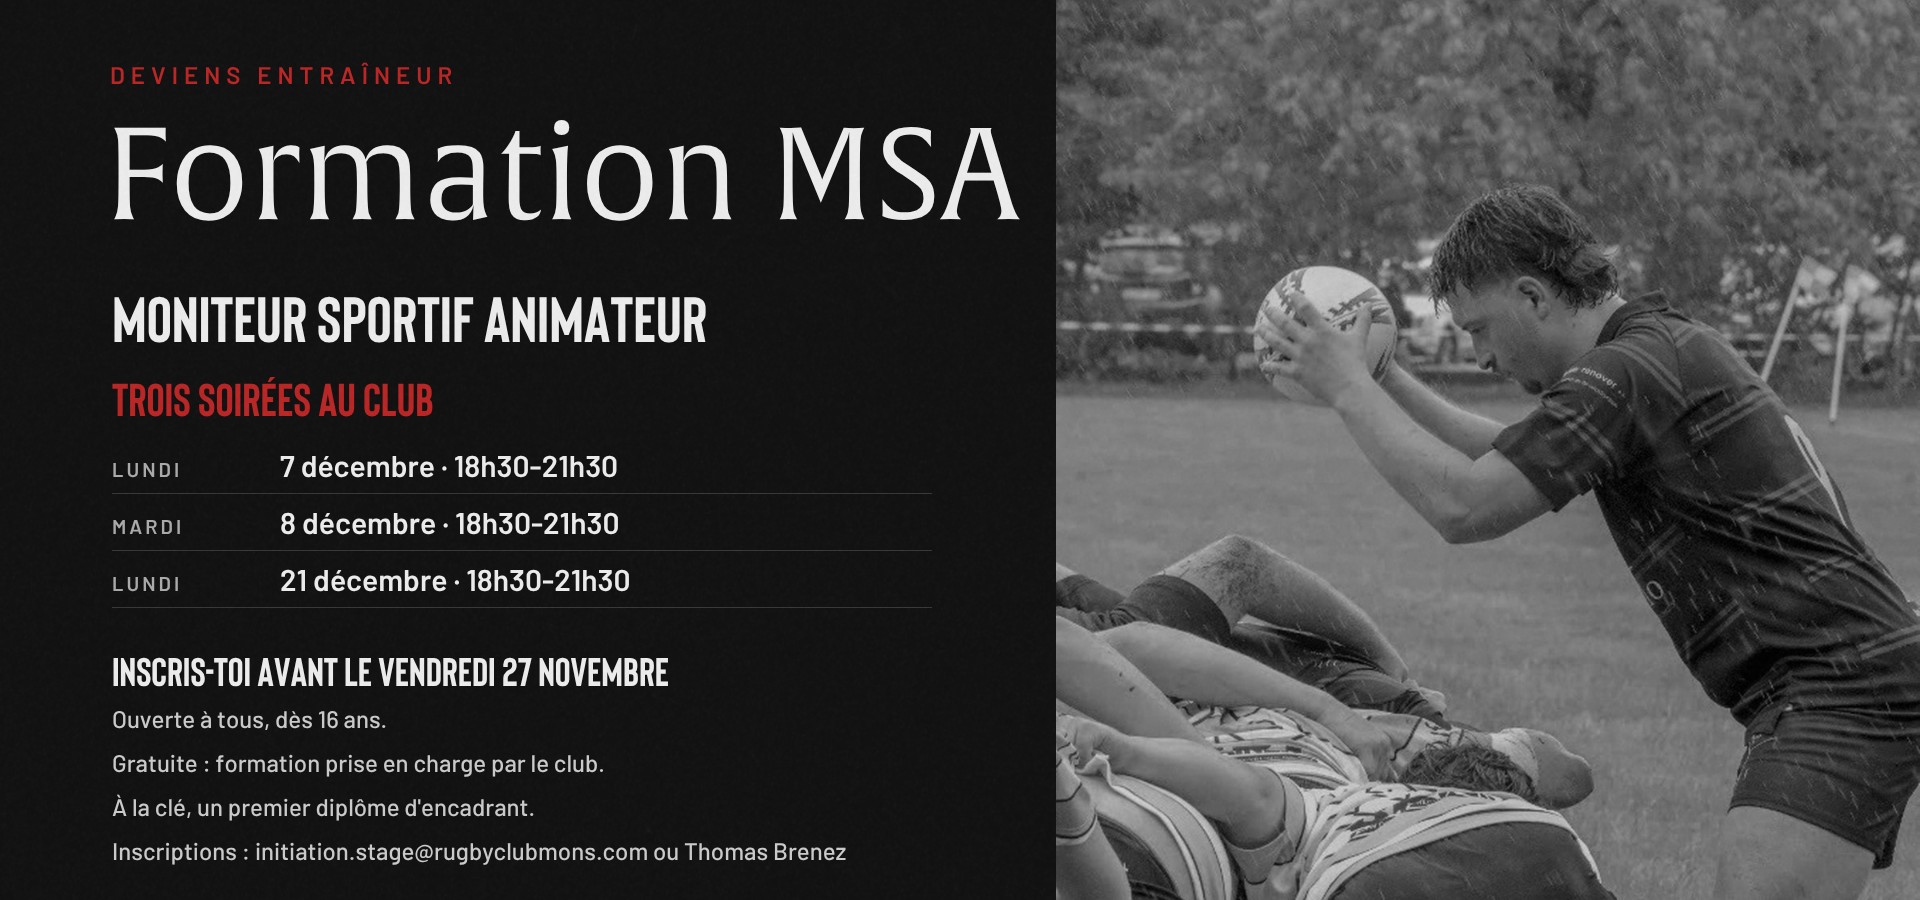 DEVIENS ENTRAÎNEUR
Formation MSA
MONITEUR SPORTIF ANIMATEUR
TROIS SOIRÉES AU CLUB
LUNDI 7 décembre · 18h30-21h30
MARDI 8 décembre · 18h30-21h30
LUNDI 21 décembre · 18h30-21h30
INSCRIS-TOI AVANT LE VENDREDI 27 NOVEMBRE
Ouverte à tous, dès 16 ans.
Gratuite : formation prise en charge par le club.
À la clé, un premier diplôme d'encadrant.
Inscriptions : initiation.stage@rugbyclubmons.com ou Thomas Brenez
renover